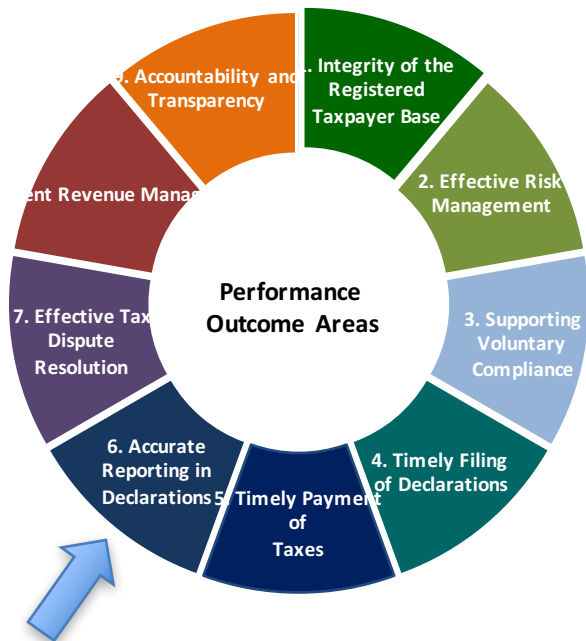 Performance
Outcome Areas
. Integrity of the
Registered
Taxpayer Base
2. Effective Risk
Management
3. Supporting
Voluntary
Compliance
4. Timely Filing
of Declarations
5. Timely Payment
of
Taxes
6. Accurate
Reporting in
Declarations
7. Effective Tax
Dispute
Resolution
ent Revenue Manag
9. Accountability and
Transparency